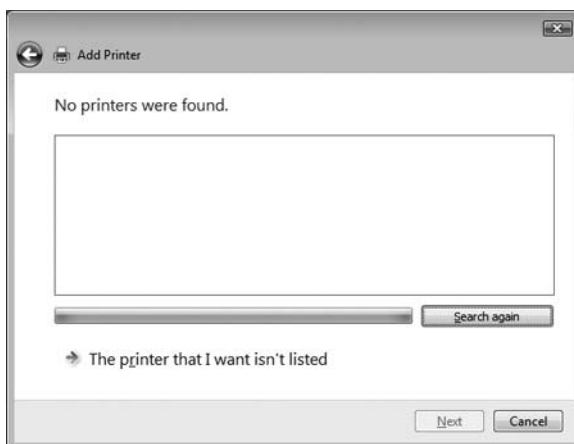 Add Printer
No printers were found.
Search again
The printer that I want isn't listed
Next
Cancel